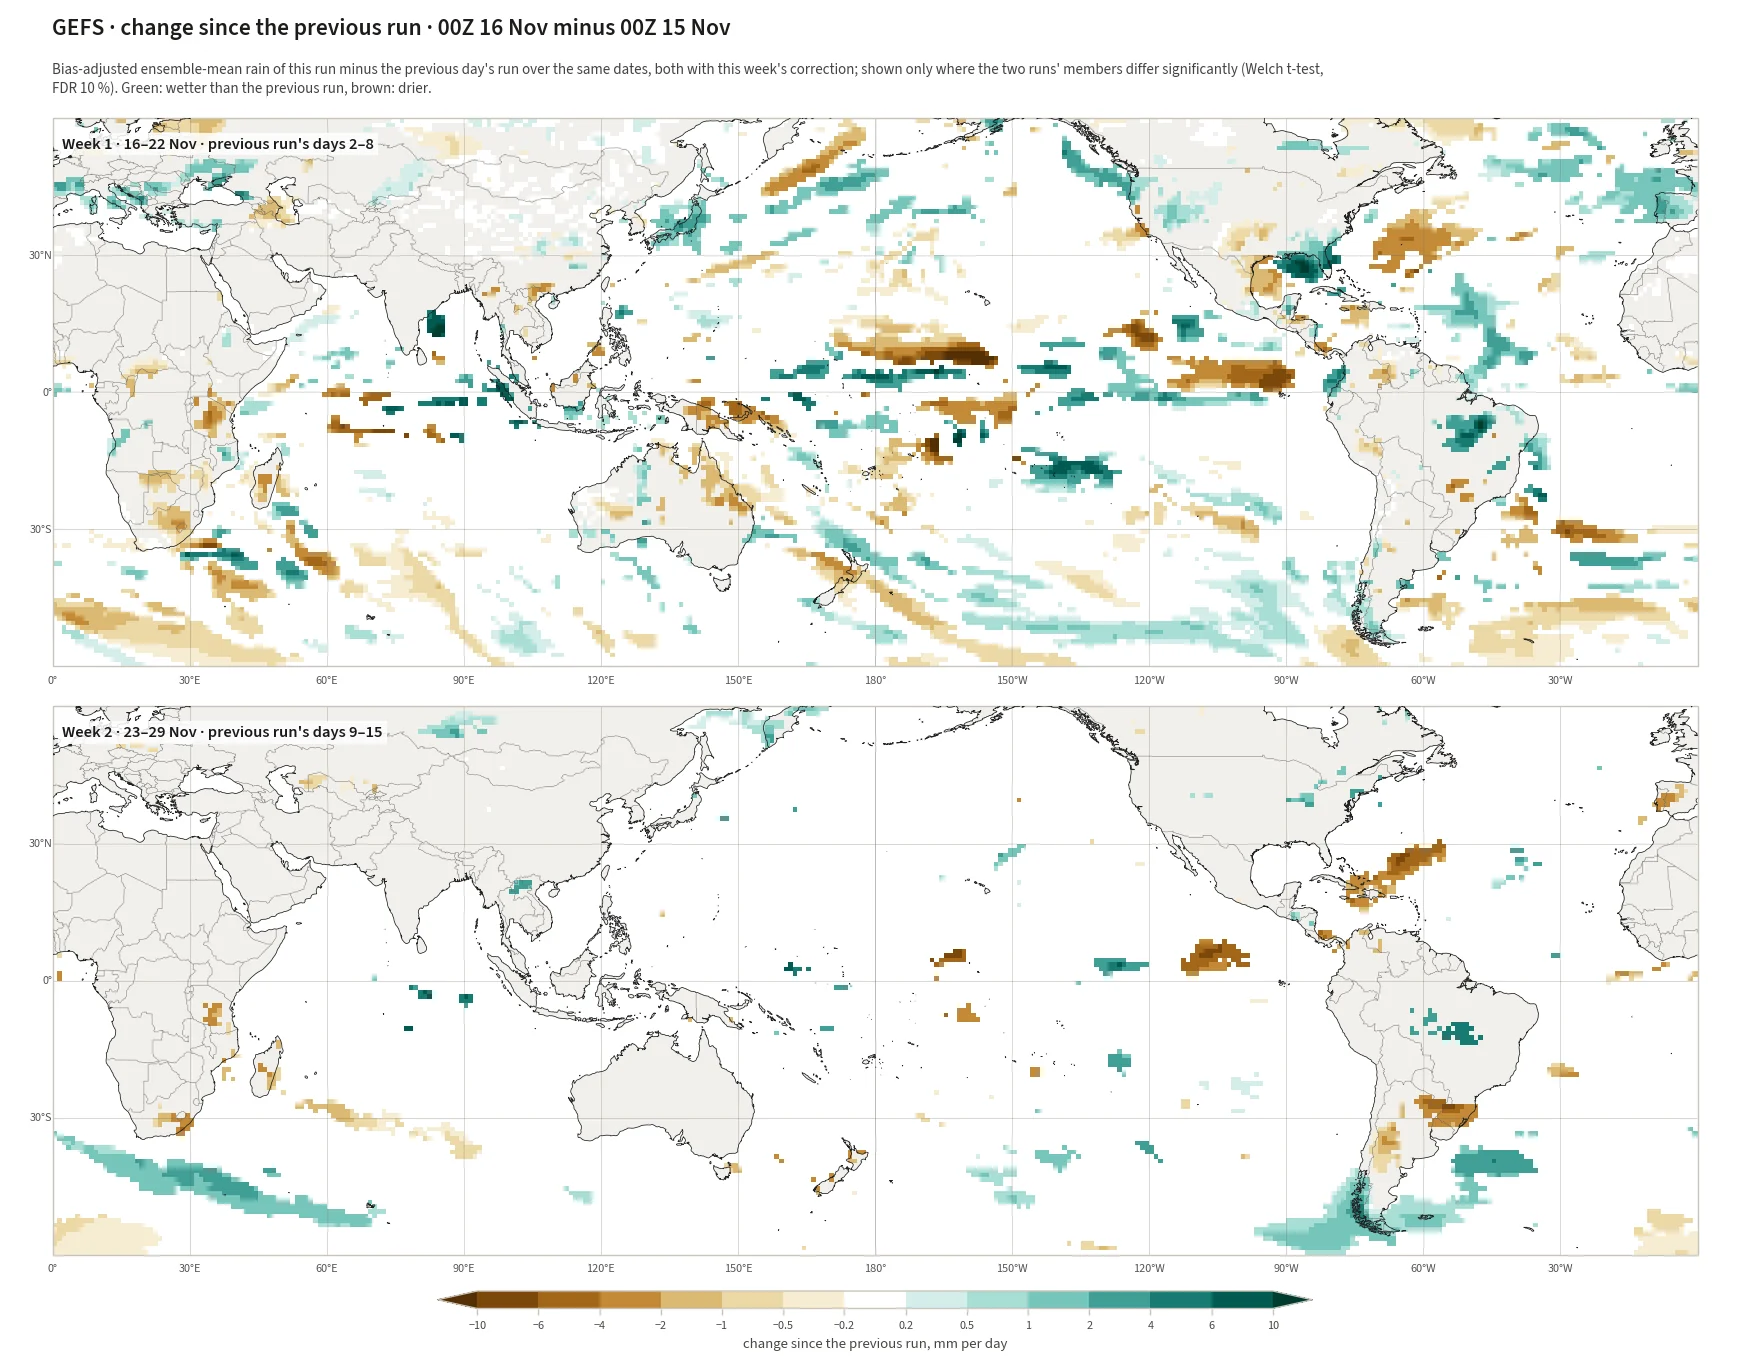 GEFS · change since the previous run · 00Z 16 Nov minus 00Z 15 Nov
Bias-adjusted ensemble-mean rain of this run minus the previous day's run over the same dates, both with this week's correction; shown only where the two runs' members differ significantly (Welch t-test,
FDR 10 %). Green: wetter than the previous run, brown: drier.
Week 1 · 16–22 Nov · previous run's days 2–8
30°N
0°
30°S
0° 30°E 60°E 90°E 120°E 150°E 180° 150°W 120°W 90°W 60°W 30°W
Week 2 · 23–29 Nov · previous run's days 9–15
30°N
0°
30°S
0° 30°E 60°E 90°E 120°E 150°E 180° 150°W 120°W 90°W 60°W 30°W
−10 −6 −4 −2 −1 −0.5 −0.2 0.2 0.5 1 2 4 6 10
change since the previous run, mm per day